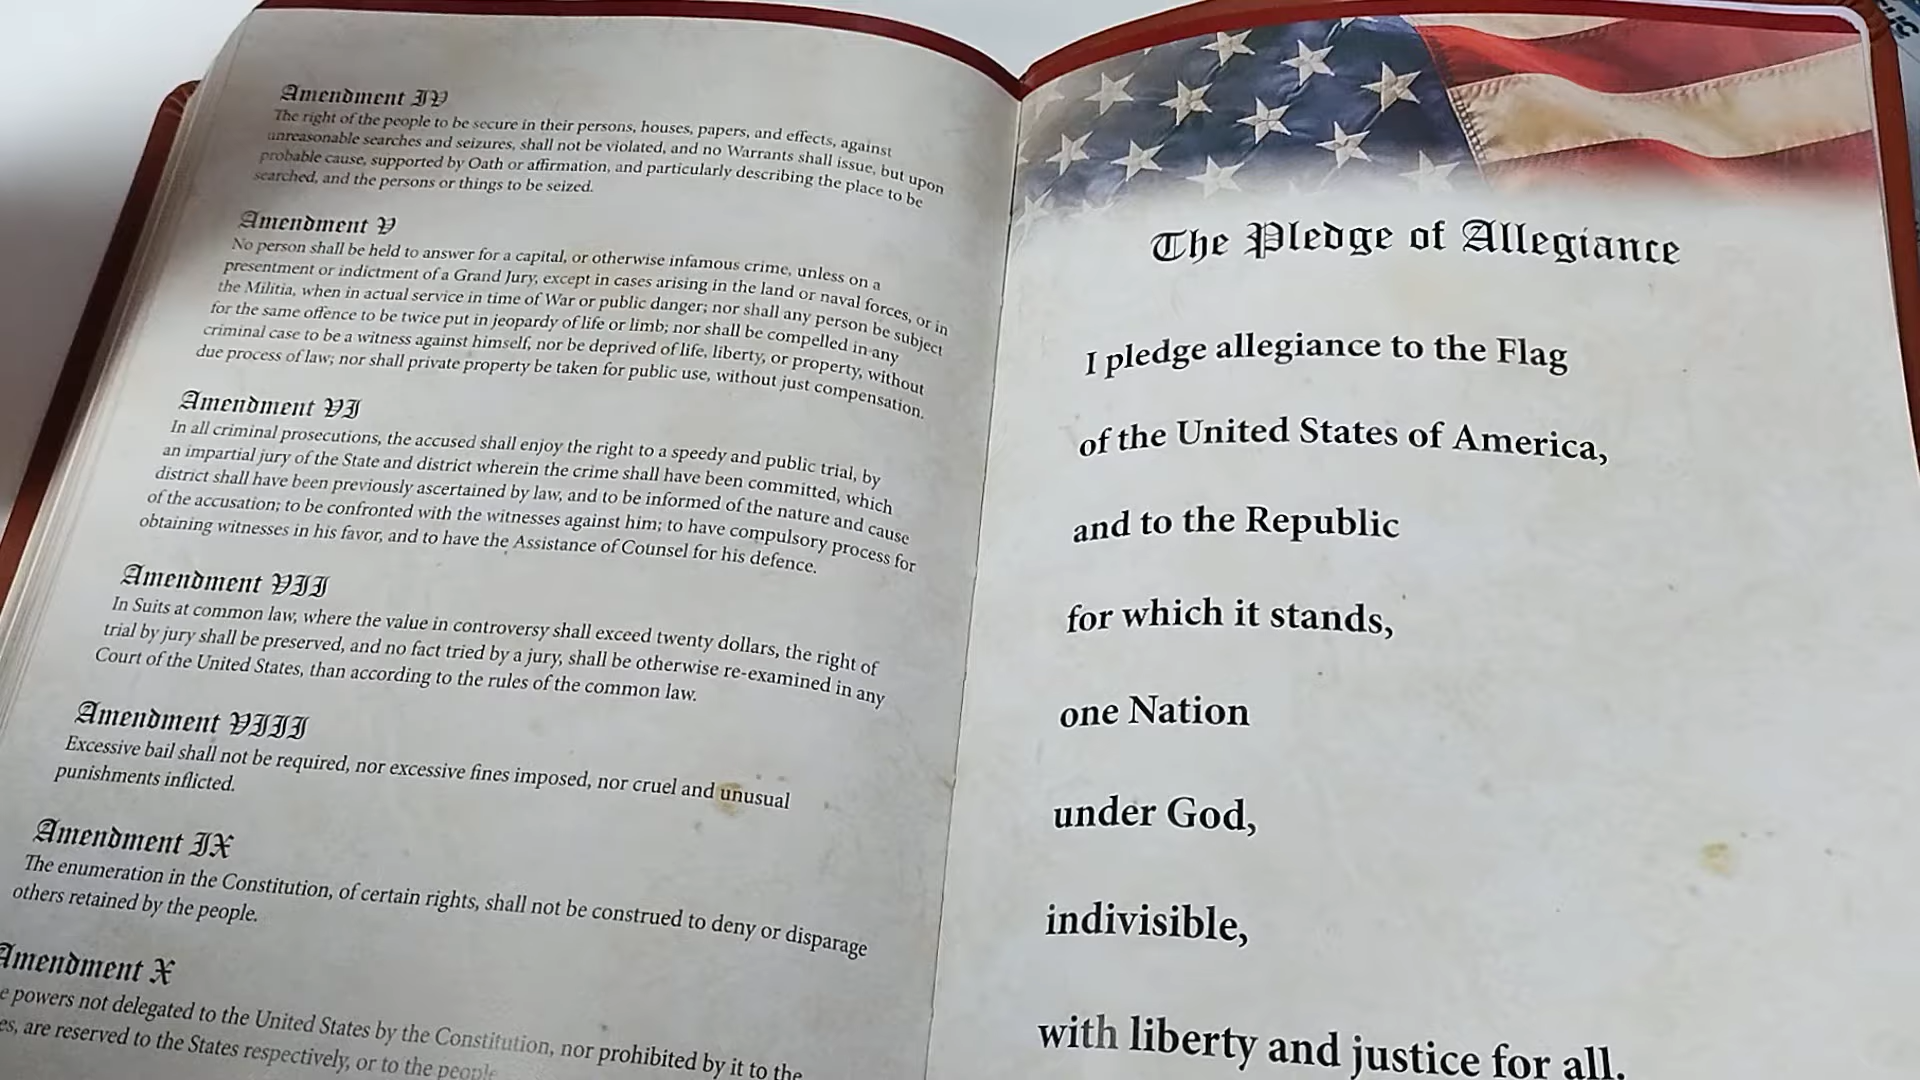 Amendment IV
The right of the people to be secure in their persons, houses, papers, and effects, against
unreasonable searches and seizures, shall not be violated, and no Warrants shall issue, but upon
probable cause, supported by Oath or affirmation, and particularly describing the place to be
searched, and the persons or things to be seized.
Amendment V
No person shall be held to answer for a capital, or otherwise infamous crime, unless on a
presentment or indictment of a Grand Jury, except in cases arising in the land or naval forces, or in
the Militia, when in actual service in time of War or public danger; nor shall any person be subject
for the same offence to be twice put in jeopardy of life or limb; nor shall be compelled in any
criminal case to be a witness against himself, nor be deprived of life, liberty, or property, without
due process of law; nor shall private property be taken for public use, without just compensation.
Amendment VI
In all criminal prosecutions, the accused shall enjoy the right to a speedy and public trial, by
an impartial jury of the State and district wherein the crime shall have been committed, which
district shall have been previously ascertained by law, and to be informed of the nature and cause
of the accusation; to be confronted with the witnesses against him; to have compulsory process for
obtaining witnesses in his favor, and to have the Assistance of Counsel for his defence.
Amendment VII
In Suits at common law, where the value in controversy shall exceed twenty dollars, the right of
trial by jury shall be preserved, and no fact tried by a jury, shall be otherwise re-examined in any
Court of the United States, than according to the rules of the common law.
Amendment VIII
Excessive bail shall not be required, nor excessive fines imposed, nor cruel and unusual
punishments inflicted.
Amendment IX
The enumeration in the Constitution, of certain rights, shall not be construed to deny or disparage
others retained by the people.
Amendment X
powers not delegated to the United States by the Constitution, nor prohibited by it to the
are reserved to the States respectively, or to the people
The Pledge of Allegiance
I pledge allegiance to the Flag
of the United States of America,
and to the Republic
for which it stands,
one Nation
under God,
indivisible,
with liberty and justice for all.